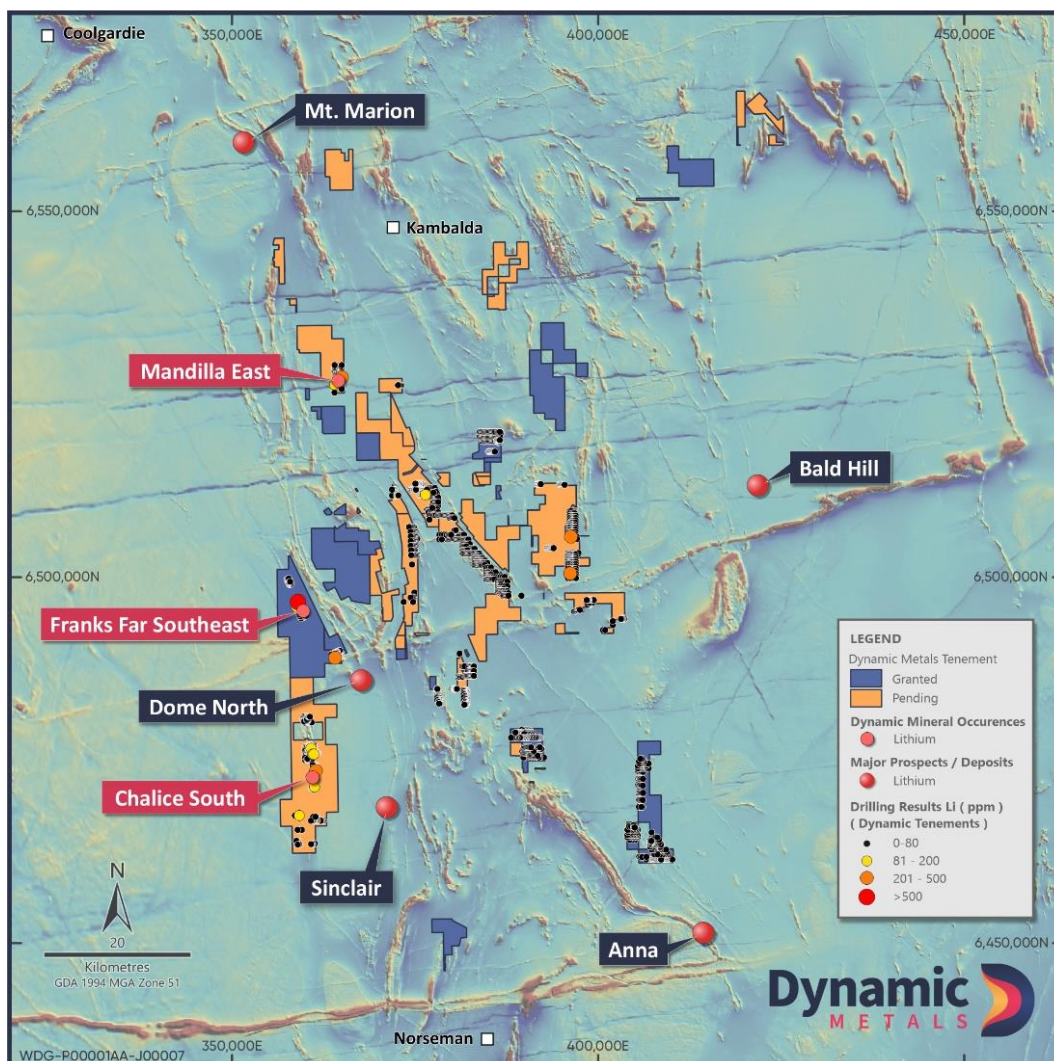 Coolgardie
350,000E
400,000E
450,000E
Mt. Marion
6,550,000N
6,550,000N
Kambalda
Mandilla East
Bald Hill
6,500,000N
6,500,000N
Franks Far Southeast
Dome North
Chalice South
Sinclair
Anna
LEGEND
Dynamic Metals Tenement
Granted
Pending
Dynamic Mineral Occurences
Lithium
Major Prospects / Deposits
Lithium
Drilling Results Li ( ppm )
( Dynamic Tenements )
0-80
81 - 200
201 - 500
>500
N
20
Kilometres
GDA 1994 MGA Zone 51
6,450,000N
Dynamic
METALS
Norseman
WDG-P00001AA-J00007
350,000E
400,000E